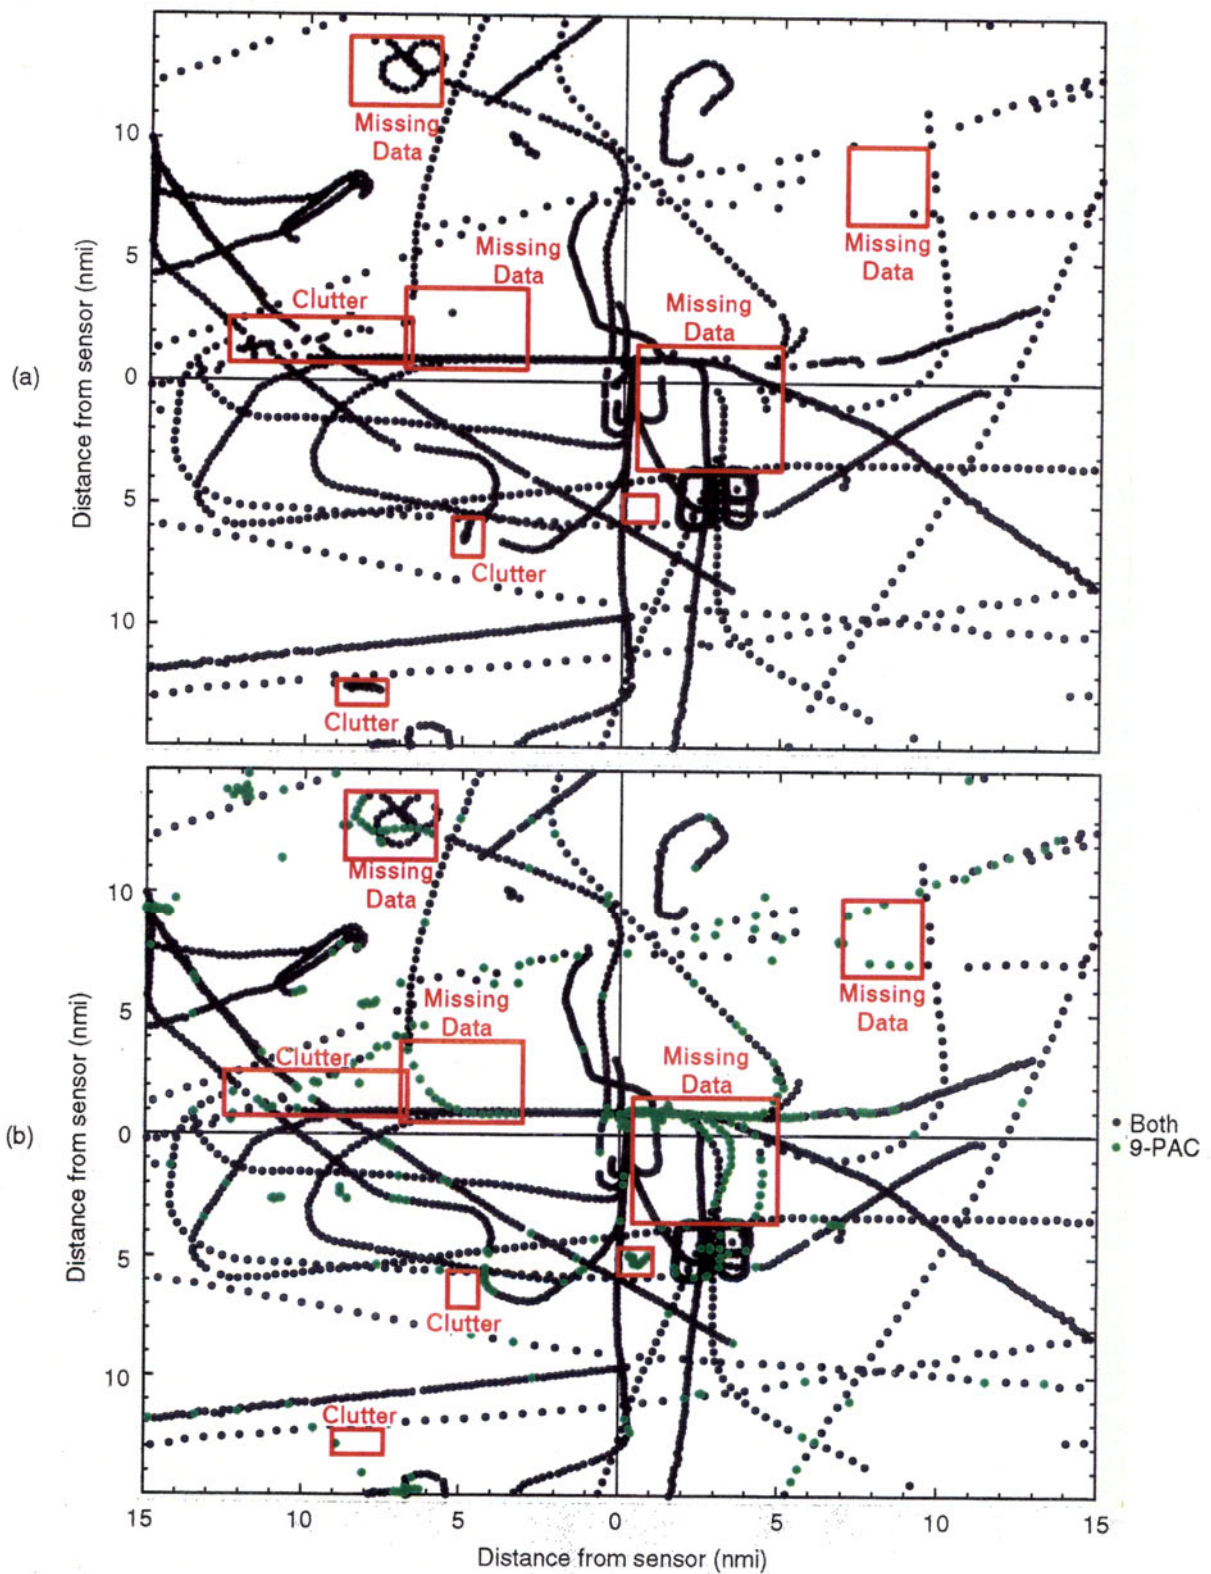 Missing
Data
10
Missing
Data
Missing
Data
5
Clutter
Missing
Data
Distance from sensor (nmi)
(a)
0
5
Clutter
10
Clutter
Missing
Data
10
Missing
Data
Missing
Data
5
Clutter
Missing
Data
Distance from sensor (nmi)
(b)
0
Both
9-PAC
5
Clutter
10
Clutter
15
10
5
0
5
10
15
Distance from sensor (nmi)